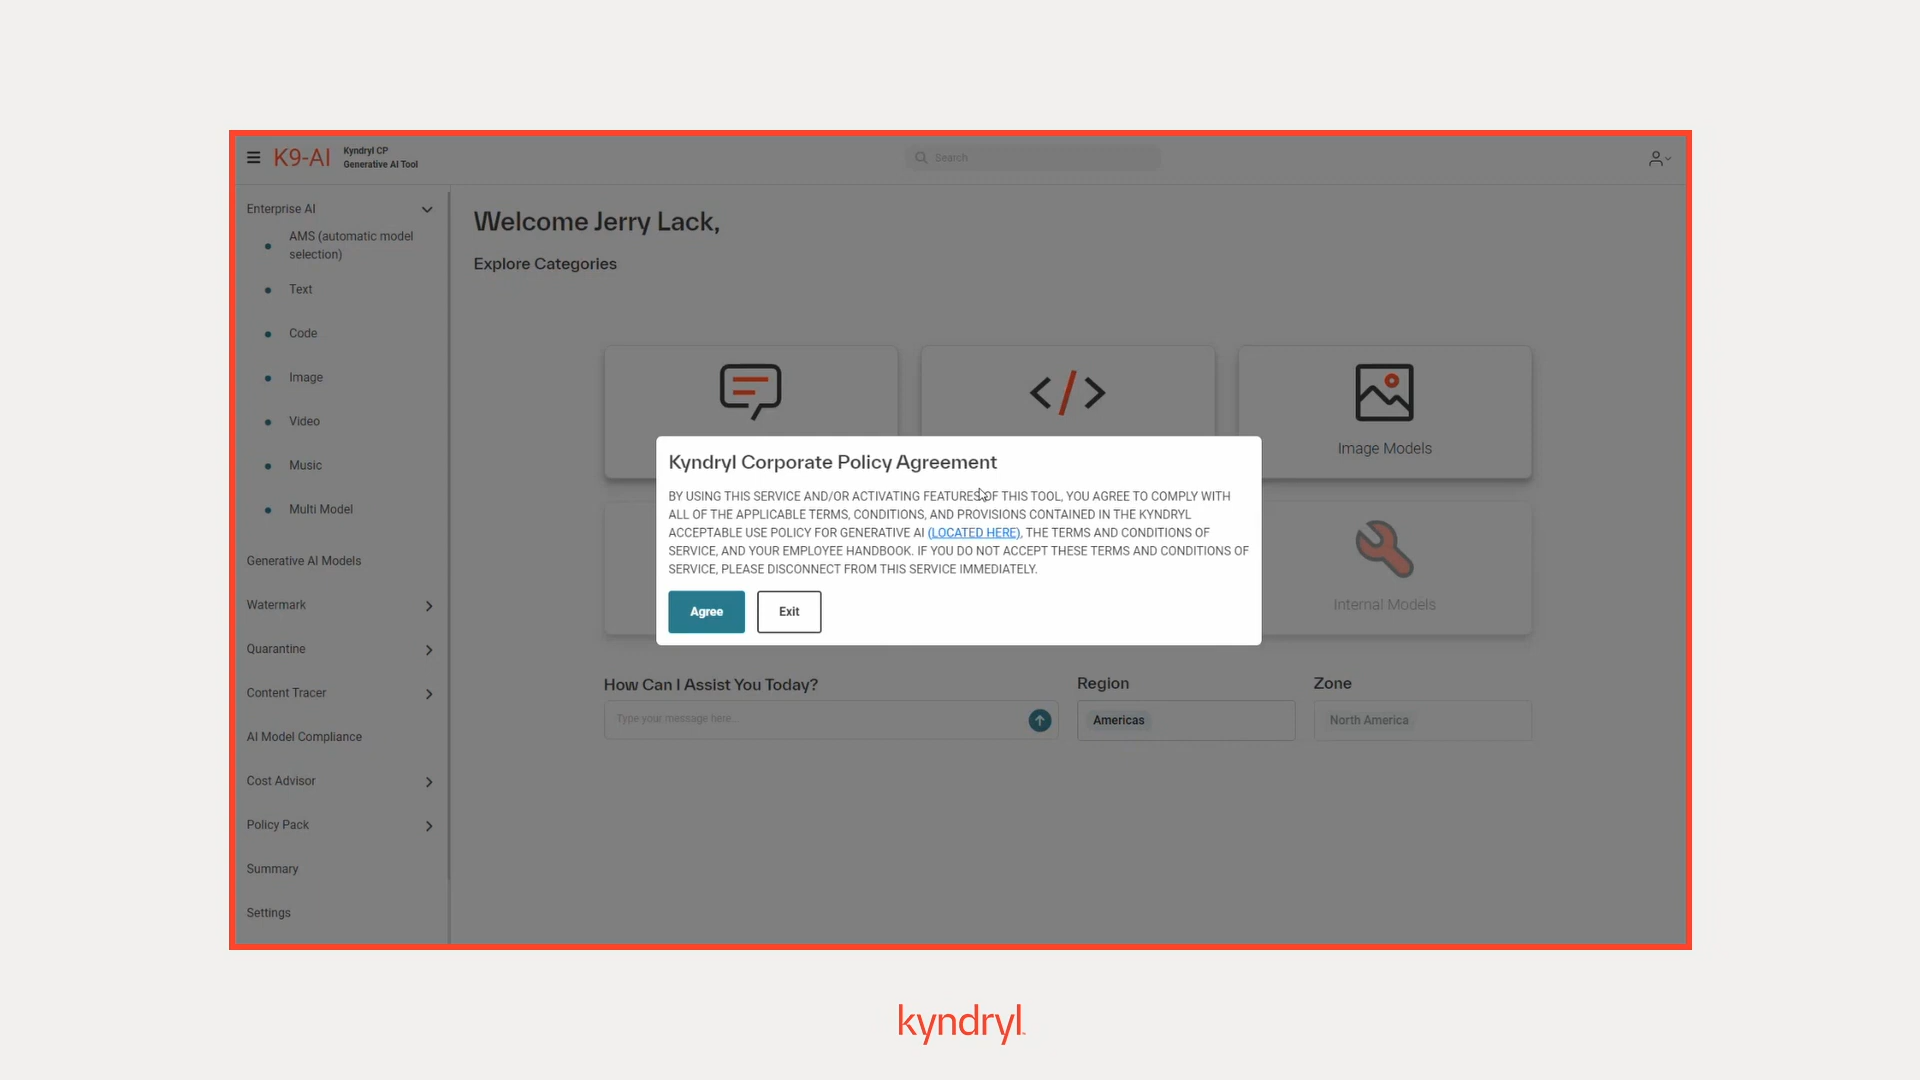 K9-AI
Kyndryl CP
Generative AI Tool
Search
Enterprise AI
AMS (automatic model
selection)
Text
Code
Image
Video
Music
Multi Model
Generative AI Models
Watermark
Quarantine
Content Tracer
AI Model Compliance
Cost Advisor
Policy Pack
Summary
Settings
Welcome Jerry Lack,
Explore Categories
Image Models
Internal Models
Kyndryl Corporate Policy Agreement
BY USING THIS SERVICE AND/OR ACTIVATING FEATURES OF THIS TOOL, YOU AGREE TO COMPLY WITH
ALL OF THE APPLICABLE TERMS, CONDITIONS, AND PROVISIONS CONTAINED IN THE KYNDRYL
ACCEPTABLE USE POLICY FOR GENERATIVE AI (LOCATED HERE), THE TERMS AND CONDITIONS OF
SERVICE, AND YOUR EMPLOYEE HANDBOOK. IF YOU DO NOT ACCEPT THESE TERMS AND CONDITIONS OF
SERVICE, PLEASE DISCONNECT FROM THIS SERVICE IMMEDIATELY.
Agree
Exit
How Can I Assist You Today?
Type your message here...
Region
Americas
Zone
North America
kyndryl